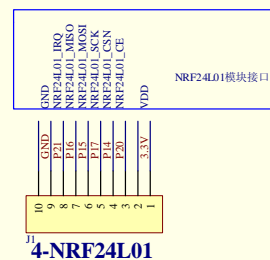 NRF24L01模块接口
GND
NRF24L01_IRQ
NRF24L01_MISO
NRF24L01_MOSI
NRF24L01_SCK
NRF24L01_CSN
NRF24L01_CE
VDD
GND
P21
P16
P15
P17
P14
P20
3.3V
10
9
8
7
6
5
4
3
2
1
J1
4-NRF24L01